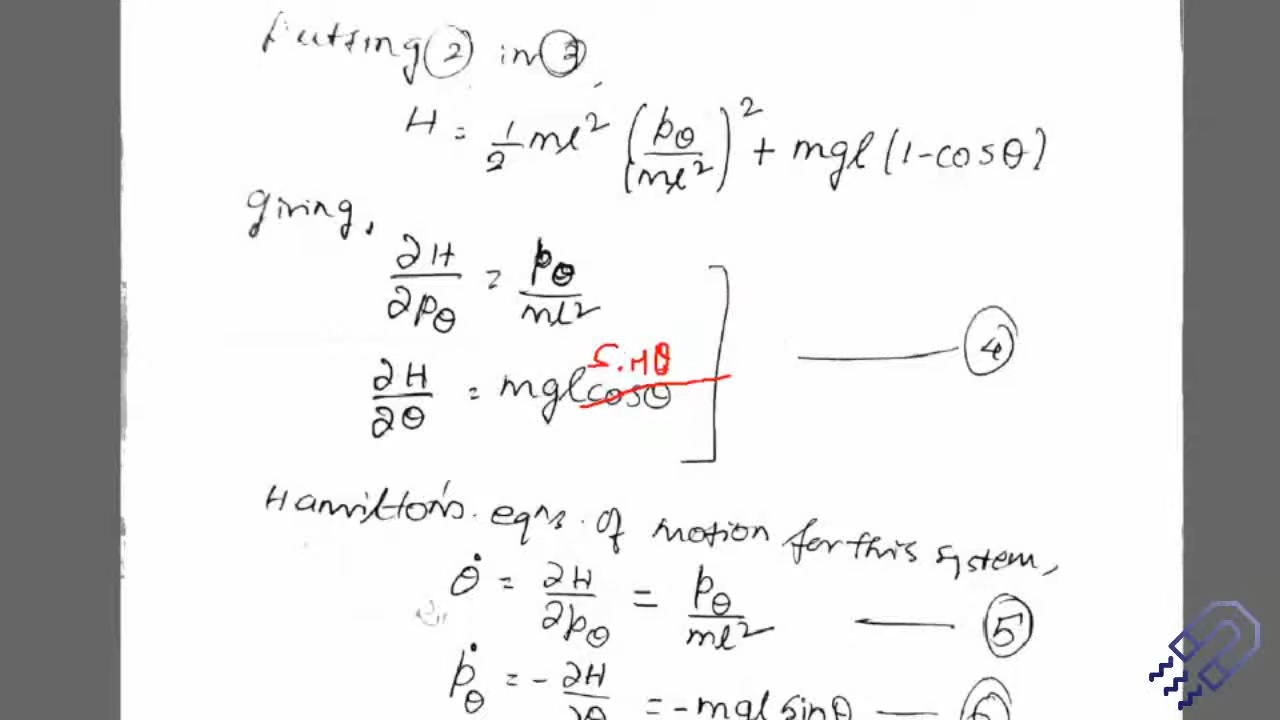 Putting ② in ③,
H = 1/2 ml² (pθ/ml²)² + mgl (1-cosθ)
giving,
∂H/∂pθ = pθ/ml²
sinθ
∂H/∂θ = mgl cosθ ④
Hamilton's eqns. of motion for this system,
θ̇ = ∂H/∂pθ = pθ/ml² ⑤
ṗθ = - ∂H/∂θ = -mgl sinθ ⑥